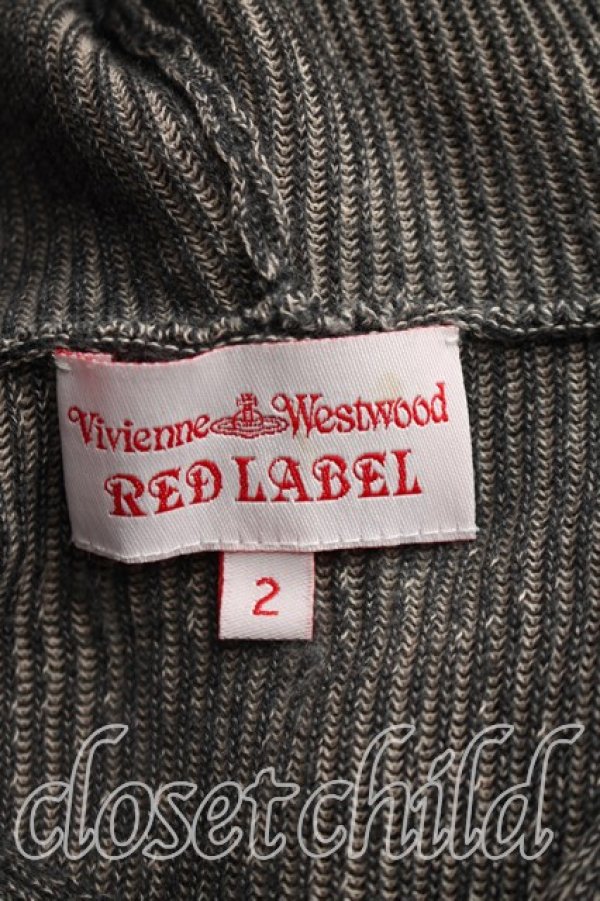 Vivienne Westwood
RED LABEL
2
closetchild